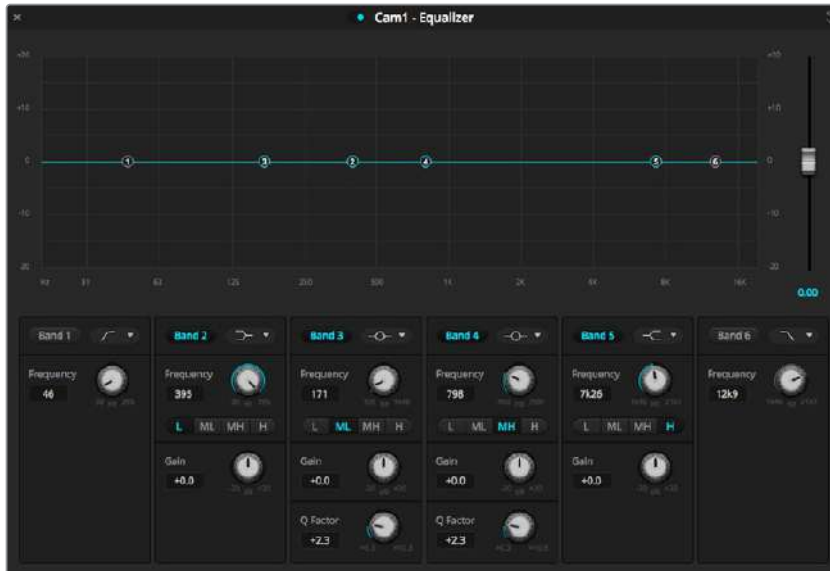 Cam1 - Equalizer
+10 +10
0 0
-10 -10
-20 -20
Hz 31 63 125 250 500 1K 2K 4K 8K 16K
1 3 2 4 5 6
0.00
Band 1 Band 2 Band 3 Band 4 Band 5 Band 6
Frequency Frequency Frequency Frequency Frequency Frequency
46 395 171 798 7k26 12k9
L ML MH H L ML MH H L ML MH H L ML MH H
Gain Gain Gain Gain
+0.0 +0.0 +0.0 +0.0
Q Factor Q Factor
+2.3 +2.3